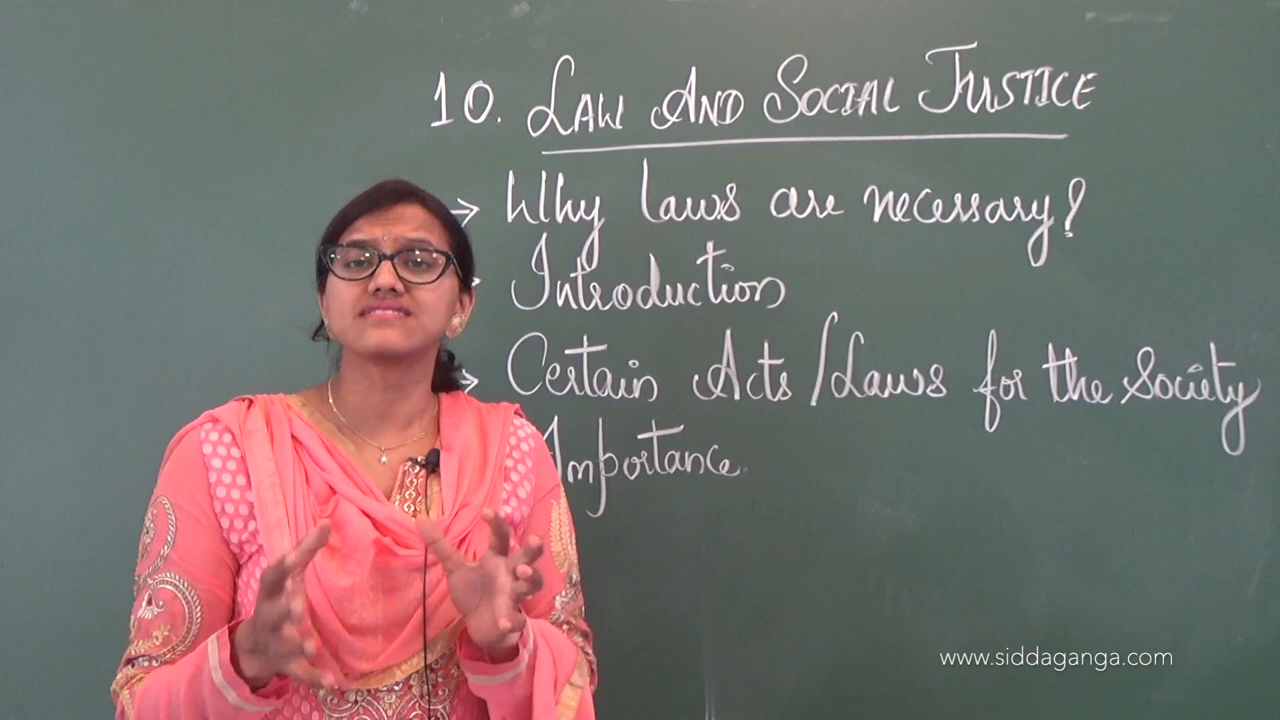 10. LAW AND SOCIAL JUSTICE
→ Why laws are necessary?
→ Introduction
→ Certain Acts/Laws for the Society
Importance.
www.siddaganga.com